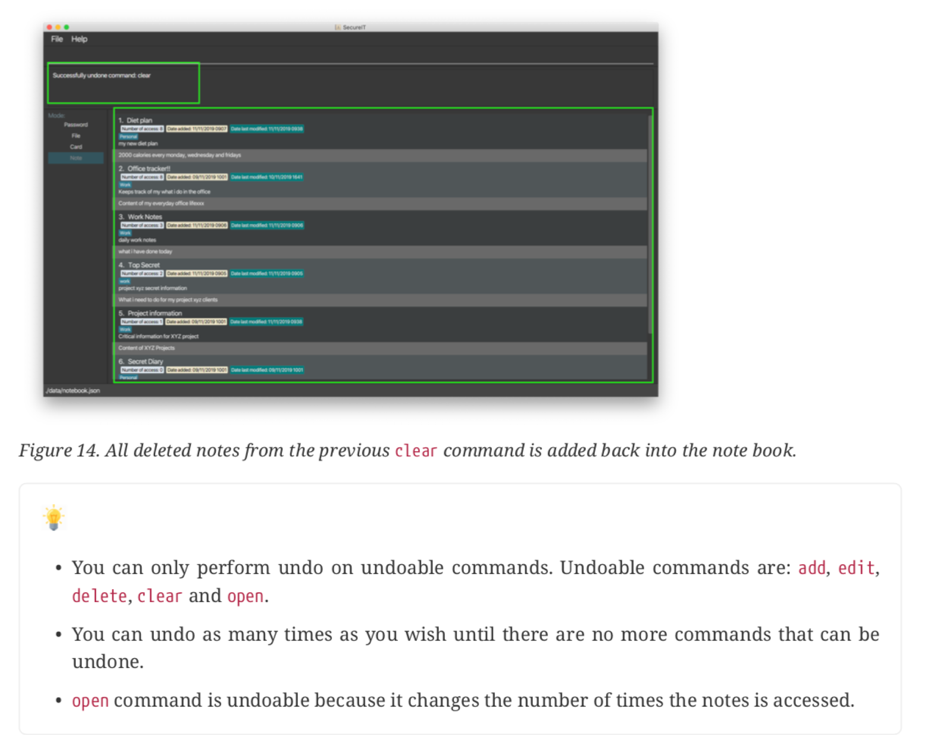 SecureIT
File Help
Successfully undone command: clear
Mode:
Password
File
Card
Note
1. Diet plan
Number of access: 8 Date added: 11/11/2019 0907 Date last modified: 11/11/2019 0938
Personal
my new diet plan
2000 calories every monday, wednesday and fridays
2. Office tracker!!
Number of access: 6 Date added: 09/11/2019 1001 Date last modified: 10/11/2019 1641
Work
Keeps track of my what i do in the office
Content of my everyday office lifexxx
3. Work Notes
Number of access: 3 Date added: 11/11/2019 0906 Date last modified: 11/11/2019 0906
Work
daily work notes
what i have done today
4. Top Secret
Number of access: 2 Date added: 11/11/2019 0905 Date last modified: 11/11/2019 0905
work
project xyz secret information
What i need to do for my project xyz clients
5. Project information
Number of access: 1 Date added: 09/11/2019 1001 Date last modified: 11/11/2019 0936
Work
Critical information for XYZ project
Content of XYZ Projects
6. Secret Diary
Number of access: 0 Date added: 09/11/2019 1001 Date last modified: 09/11/2019 1001
Personal
./data/notebook.json
Figure 14. All deleted notes from the previous clear command is added back into the note book.
• You can only perform undo on undoable commands. Undoable commands are: add, edit,
delete, clear and open.
• You can undo as many times as you wish until there are no more commands that can be
undone.
• open command is undoable because it changes the number of times the notes is accessed.